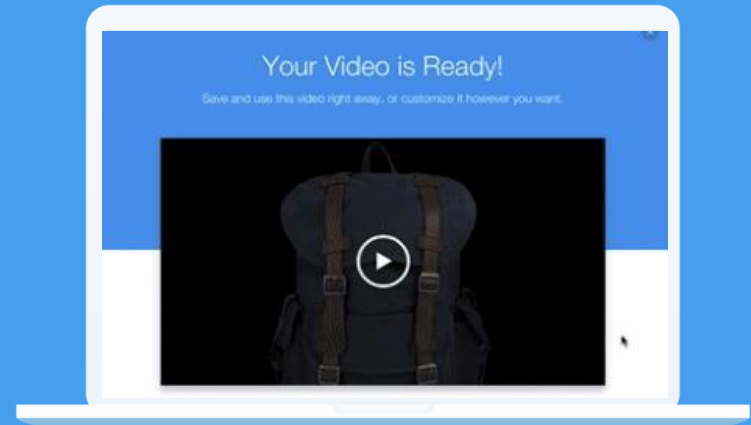 Your Video is Ready!
Save and use this video right away, or customize it however you want.